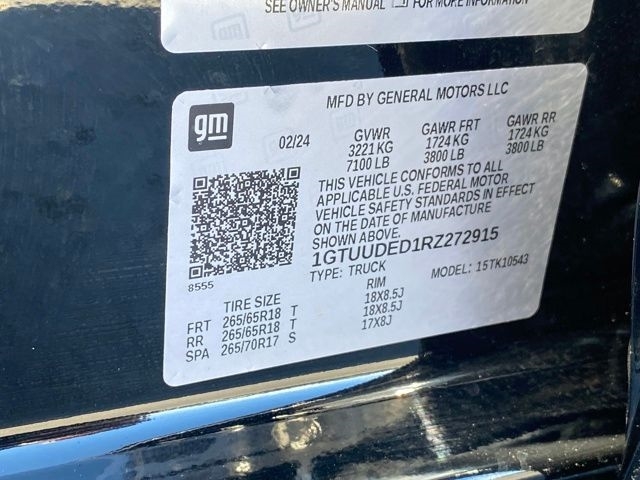 SEE OWNER'S MANUAL FOR MORE INFORMATION
gm
MFD BY GENERAL MOTORS LLC
02/24 GVWR GAWR FRT GAWR RR
3221 KG 1724 KG 1724 KG
7100 LB 3800 LB 3800 LB
THIS VEHICLE CONFORMS TO ALL
APPLICABLE U.S. FEDERAL MOTOR
VEHICLE SAFETY STANDARDS IN EFFECT
ON THE DATE OF MANUFACTURE
SHOWN ABOVE.
1GTUUDED1RZ272915
TYPE: TRUCK MODEL: 15TK10543
8555
TIRE SIZE RIM
FRT 265/65R18 T 18X8.5J
RR 265/65R18 T 18X8.5J
SPA 265/70R17 S 17X8J